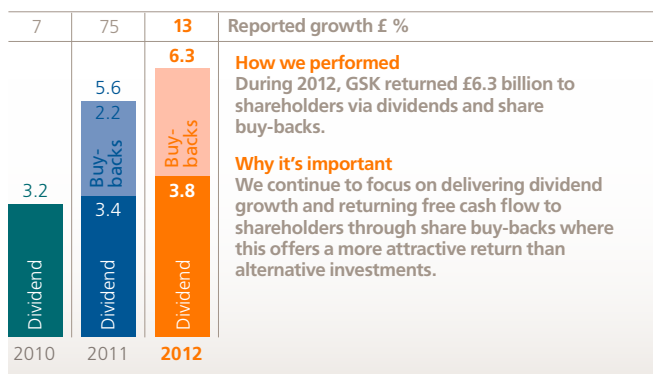 7 75 13 Reported growth £ %
6.3
5.6
2.2
Buy-
backs
Buy-
backs
3.2
3.4
3.8
Dividend
Dividend
Dividend
2010 2011 2012
How we performed
During 2012, GSK returned £6.3 billion to
shareholders via dividends and share
buy-backs.
Why it's important
We continue to focus on delivering dividend
growth and returning free cash flow to
shareholders through share buy-backs where
this offers a more attractive return than
alternative investments.